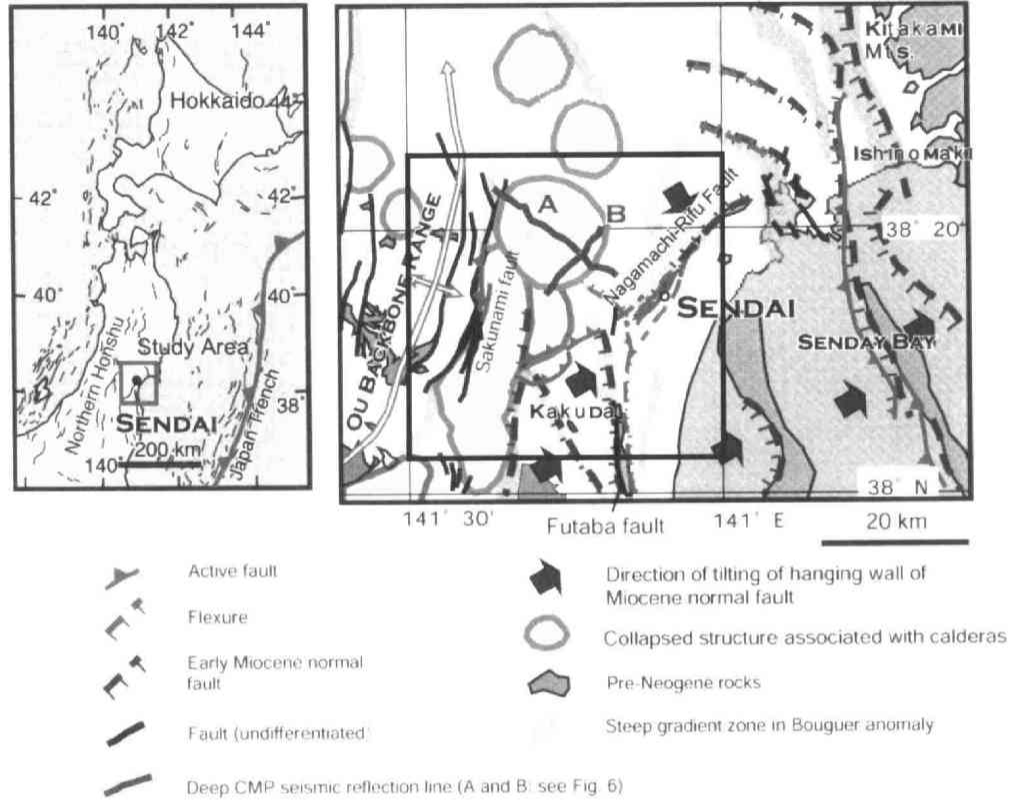 140° 142° 144°
Hokkaido 44°
42° 42°
40° 40°
Study Area
Northern Honshu
38°
SENDAI
200 km
140°
Japan Trench
KITAKAMI
Mts.
ISHINOMAKI
A
B
38° 20'
OU BACKBONE RANGE
Sakunami fault
Nagamachi-Rifu Fault
SENDAI
SENDAY BAY
KAKUDA
38° N
141° 30'
Futaba fault
141° E
20 km
Active fault
Flexure
Early Miocene normal
fault
Fault (undifferentiated)
Deep CMP seismic reflection line (A and B: see Fig. 6)
Direction of tilting of hanging wall of
Miocene normal fault
Collapsed structure associated with calderas
Pre-Neogene rocks
Steep gradient zone in Bouguer anomaly